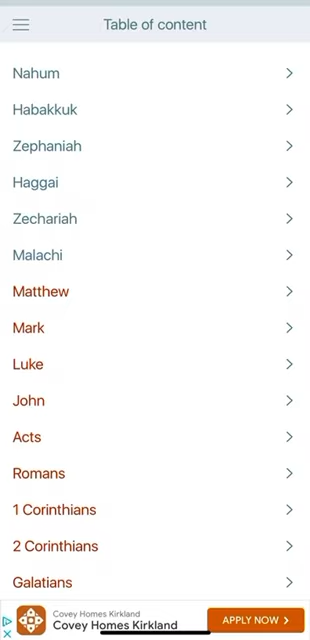 Table of content
Nahum
Habakkuk
Zephaniah
Haggai
Zechariah
Malachi
Matthew
Mark
Luke
John
Acts
Romans
1 Corinthians
2 Corinthians
Galatians
Covey Homes Kirkland
Covey Homes Kirkland
APPLY NOW